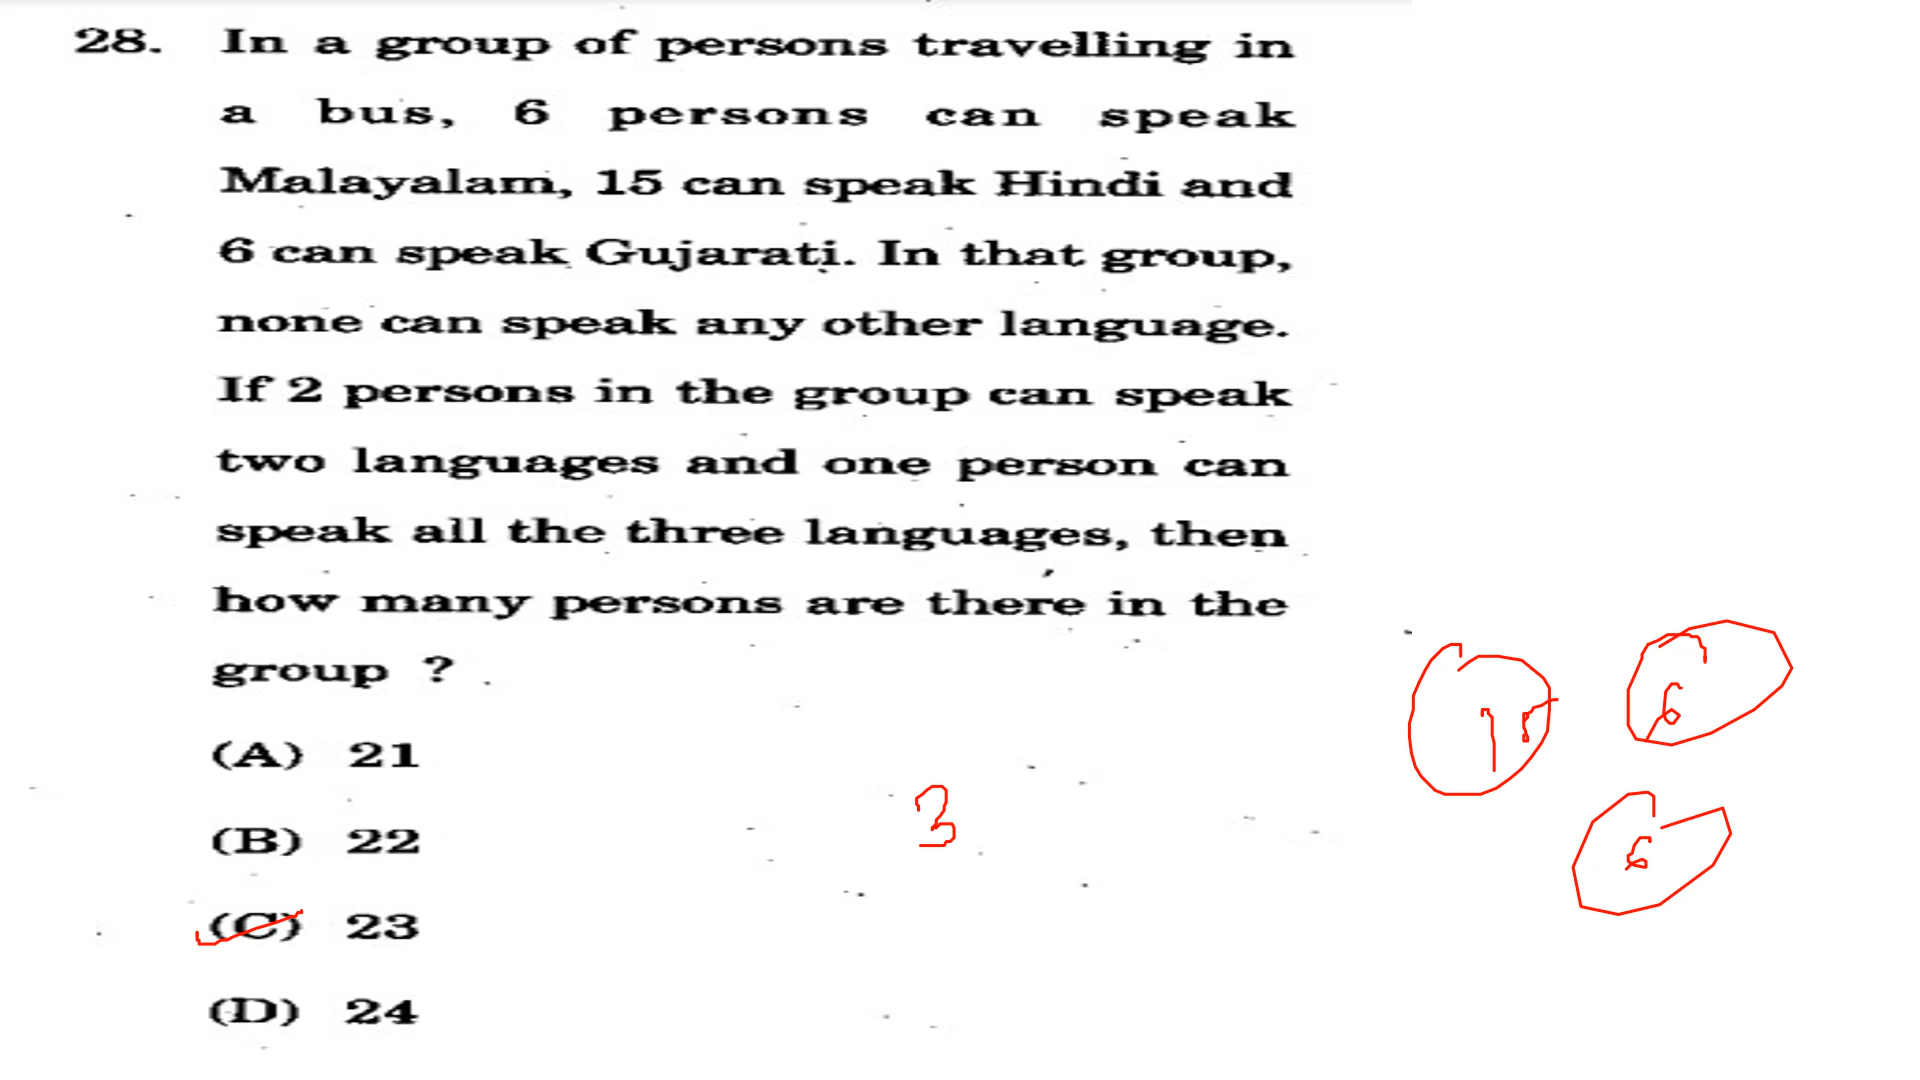 28. In a group of persons travelling in
a bus, 6 persons can speak
Malayalam, 15 can speak Hindi and
6 can speak Gujarati. In that group,
none can speak any other language.
If 2 persons in the group can speak
two languages and one person can
speak all the three languages, then
how many persons are there in the
group ?
(A) 21
(B) 22
(C) 23
(D) 24
3
6
6